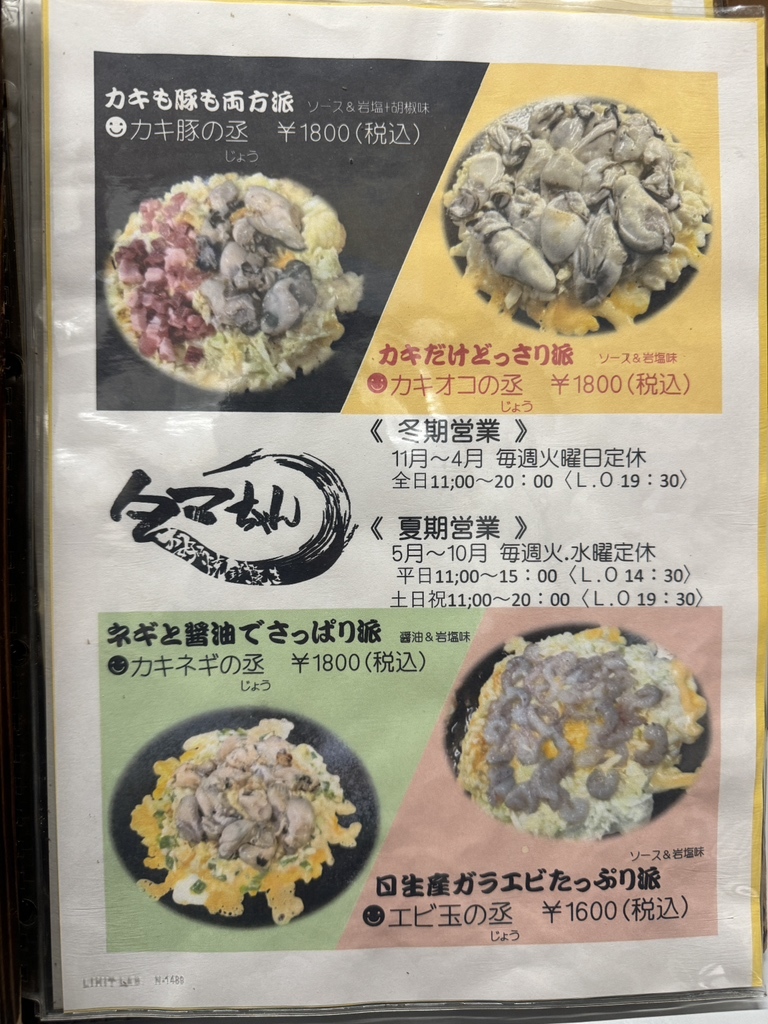 カキも豚も両方派 ソース＆岩塩+胡椒味
カキ豚の丞 ￥1800(税込)
じょう
カキだけどっさり派 ソース＆岩塩味
カキオコの丞 ￥1800(税込)
じょう
タマちゃん
《 冬期営業 》
11月～4月 毎週火曜日定休
全日11;00～20：00〈L.O 19：30〉
《 夏期営業 》
5月～10月 毎週火.水曜定休
平日11;00～15：00〈L.O 14：30〉
土日祝11;00～20：00〈L.O 19：30〉
ネギと醤油でさっぱり派 醤油＆岩塩味
カキネギの丞 ￥1800(税込)
じょう
ソース＆岩塩味
日生産ガラエビたっぷり派
エビ玉の丞 ￥1600(税込)
じょう
LIHIT LAB N-1488